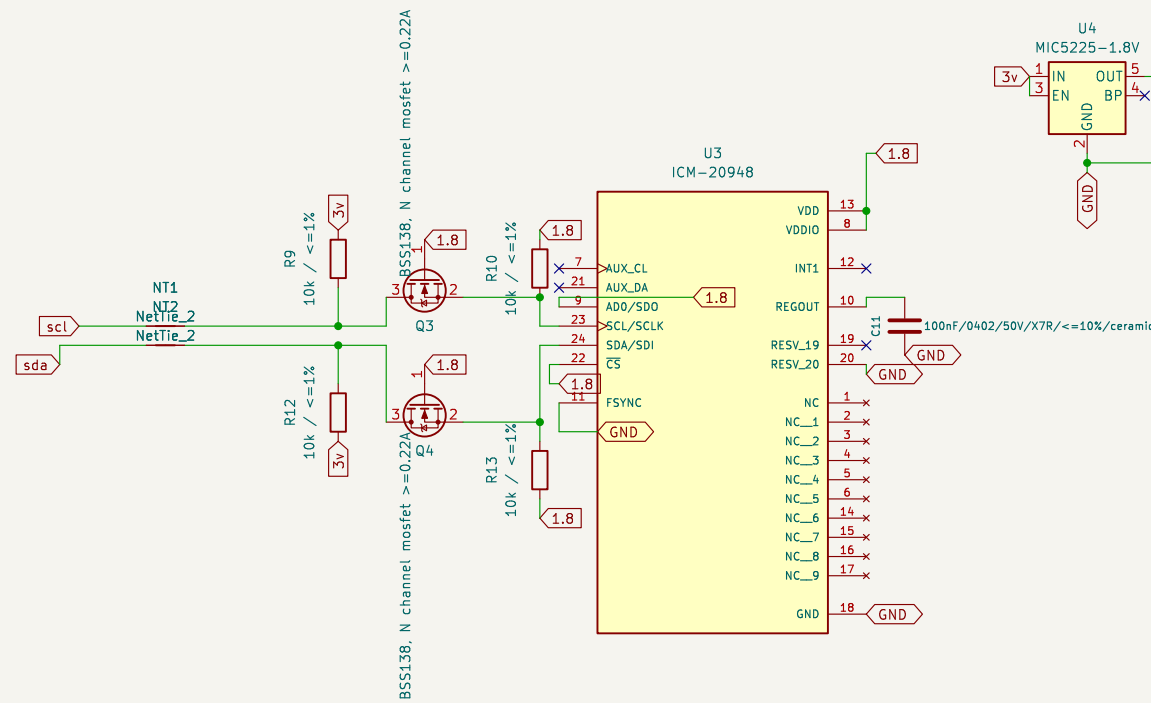 U4
MIC5225-1.8V
3v
1
IN
3
EN
OUT
5
BP
4
GND
2
GND
BSS138, N channel mosfet >=0.22A
R9
10k / <=1%
3v
NT1
NT2
NetTie_2
NetTie_2
scl
sda
1.8
1
3
2
Q3
1.8
1
3
2
Q4
BSS138, N channel mosfet >=0.22A
R12
10k / <=1%
3v
R10
10k / <=1%
1.8
R13
10k / <=1%
1.8
U3
ICM-20948
7
AUX_CL
21
AUX_DA
9
AD0/SDO
1.8
23
SCL/SCLK
24
SDA/SDI
22
CS
1.8
11
FSYNC
GND
VDD
13
1.8
VDDIO
8
INT1
12
REGOUT
10
C11
100nF/0402/50V/X7R/<=10%/ceramic
GND
RESV_19
19
RESV_20
20
GND
NC
1
NC__1
2
NC__2
3
NC__3
4
NC__4
5
NC__5
6
NC__6
14
NC__7
15
NC__8
16
NC__9
17
GND
18
GND